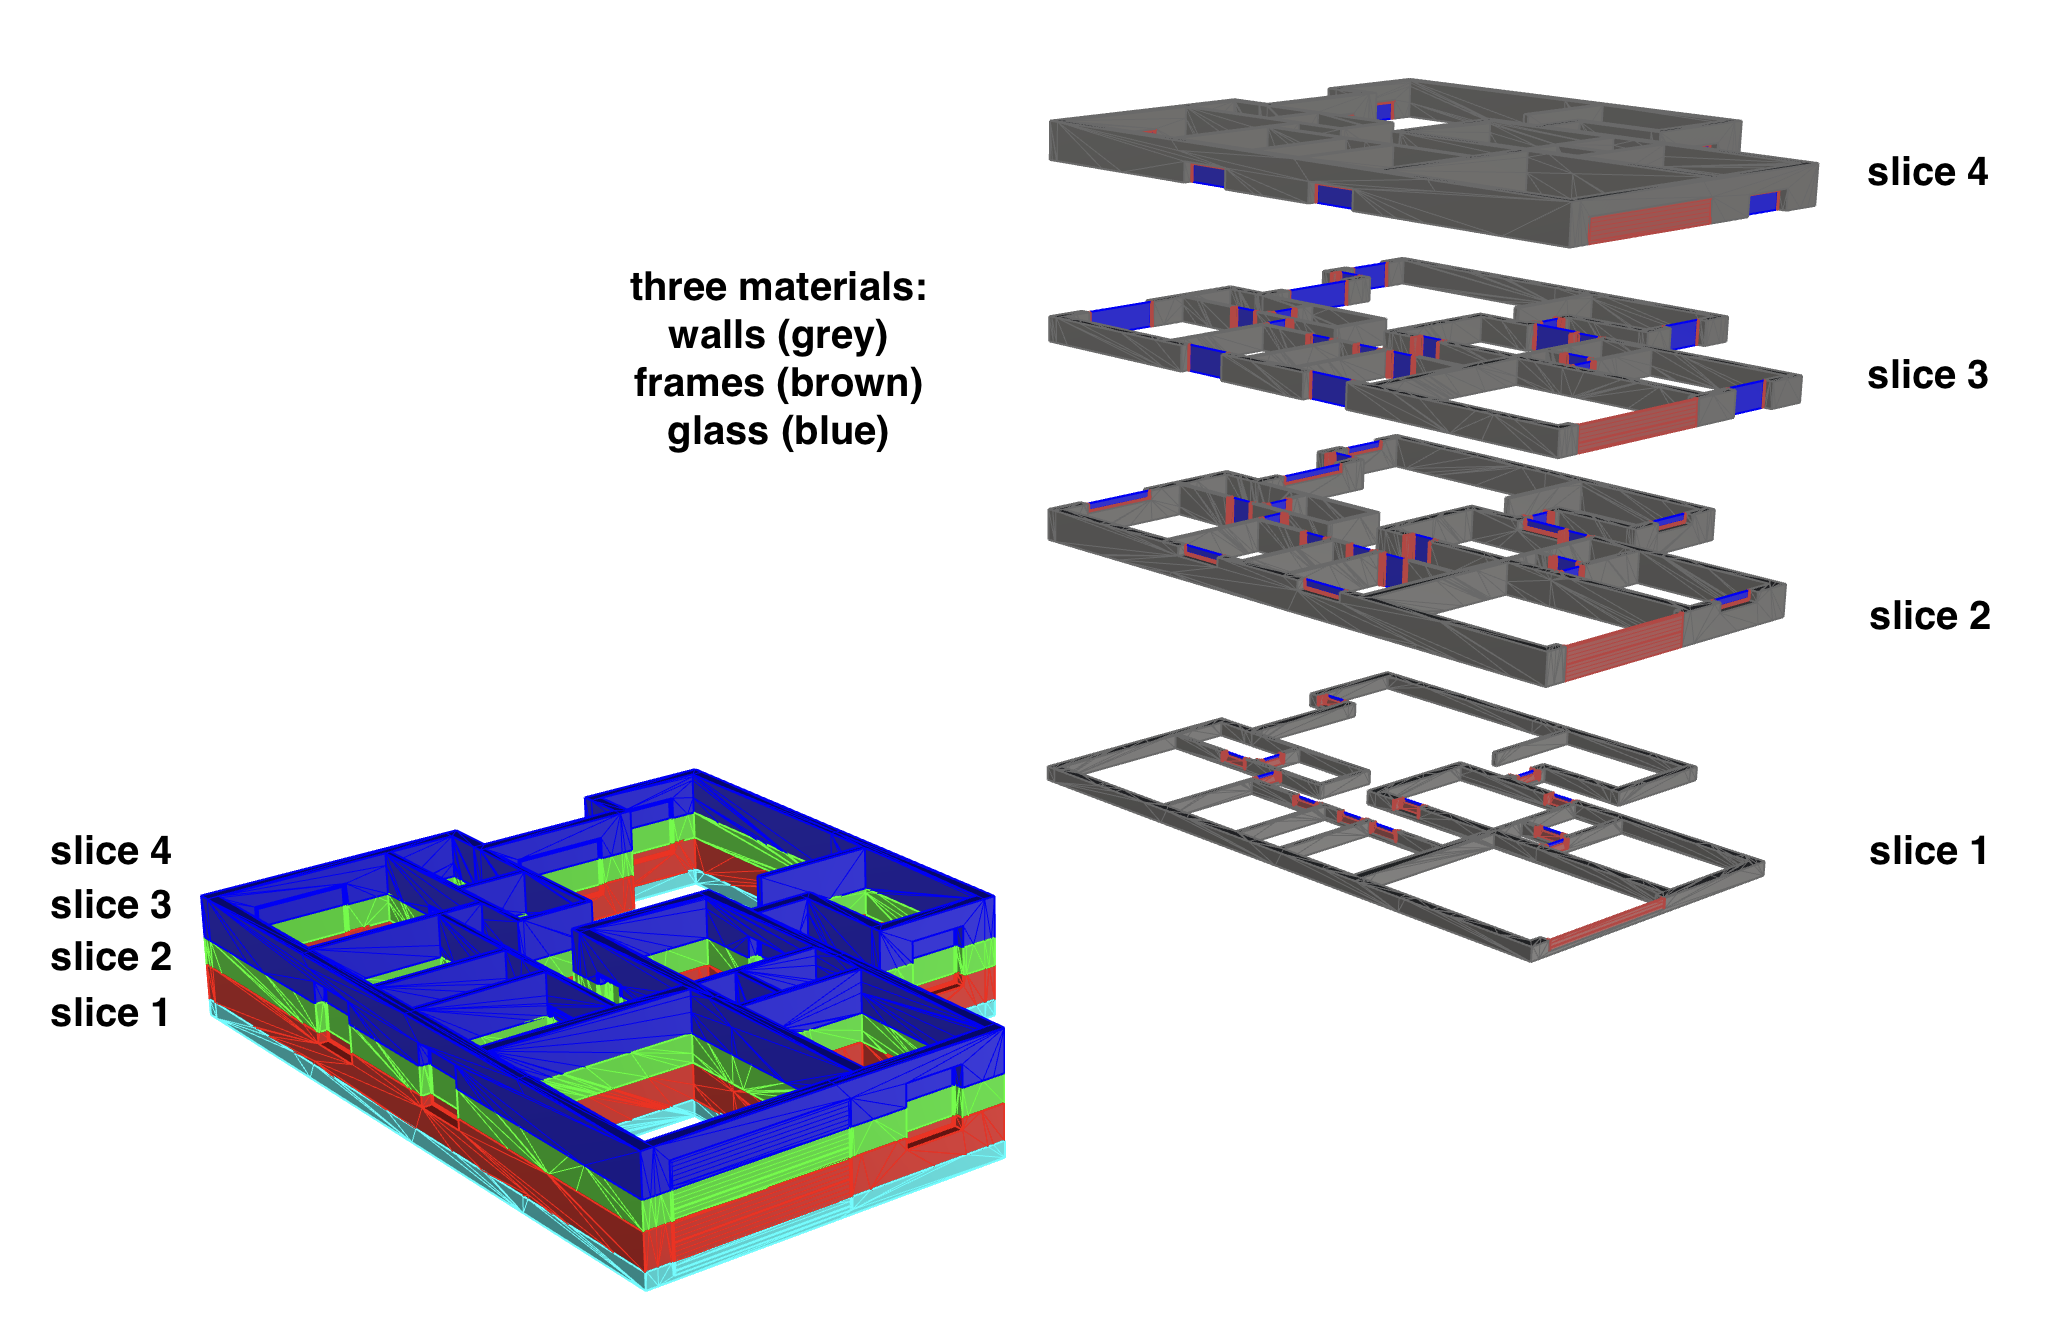 three materials:
walls (grey)
frames (brown)
glass (blue)
slice 4
slice 3
slice 2
slice 1
slice 4
slice 3
slice 2
slice 1